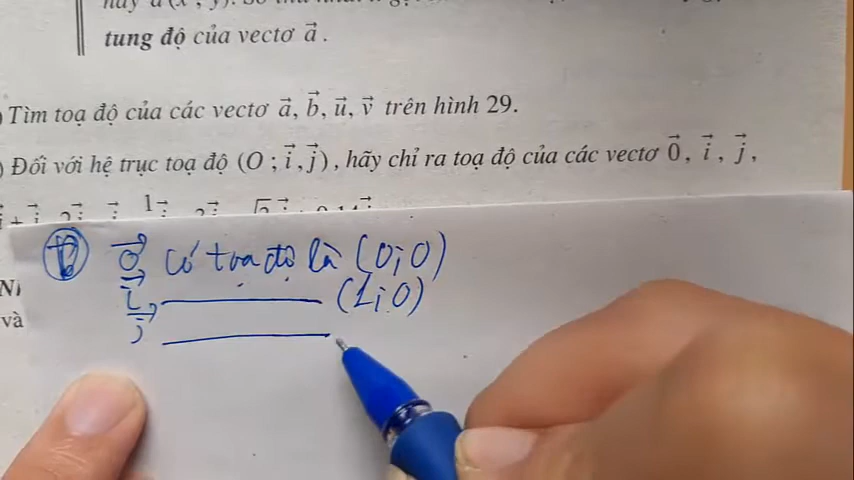 tung độ của vectơ a⃗ .
Tìm toạ độ của các vectơ a⃗, b⃗, u⃗, v⃗ trên hình 29.
) Đối với hệ trục toạ độ (O ; i⃗, j⃗), hãy chỉ ra toạ độ của các vectơ 0⃗, i⃗, j⃗,
b 0⃗ có toạ độ là (0;0)
i⃗ ——— (1;0)
j⃗ ———
và